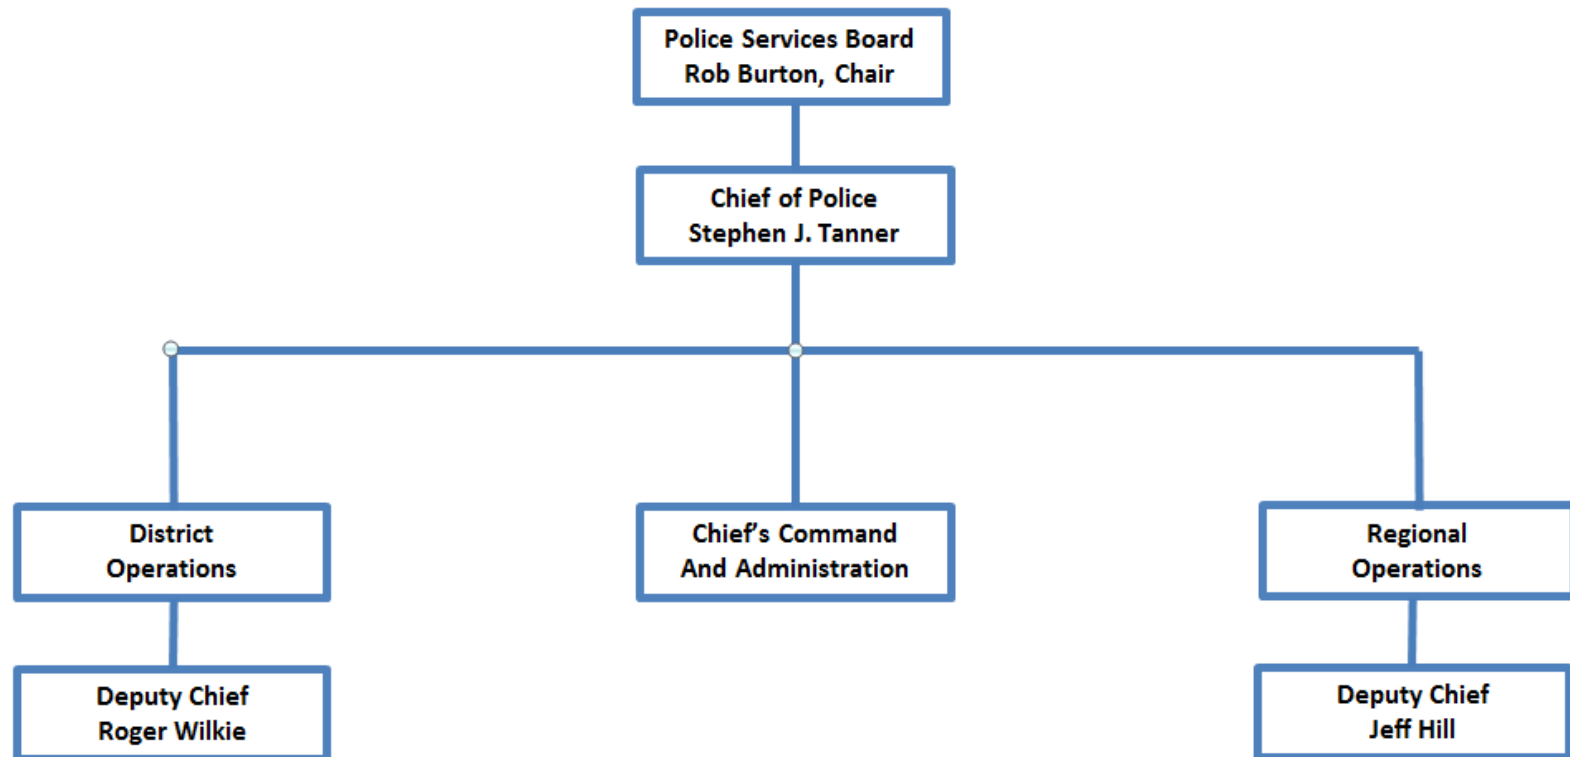 Police Services Board
Rob Burton, Chair
Chief of Police
Stephen J. Tanner
District
Operations
Chief’s Command
And Administration
Regional
Operations
Deputy Chief
Roger Wilkie
Deputy Chief
Jeff Hill